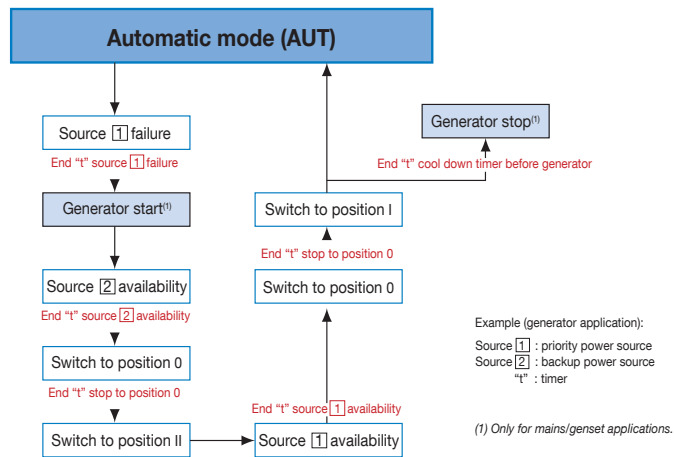 Automatic mode (AUT)
Source 1 failure
End “t” source 1 failure
Generator start(1)
Source 2 availability
End “t” source 2 availability
Switch to position 0
End “t” stop to position 0
Switch to position II
Source 1 availability
End “t” source 1 availability
Switch to position 0
End “t” stop to position 0
Switch to position I
End “t” cool down timer before generator
Generator stop(1)
Example (generator application):
Source 1 : priority power source
Source 2 : backup power source
“t” : timer
(1) Only for mains/genset applications.